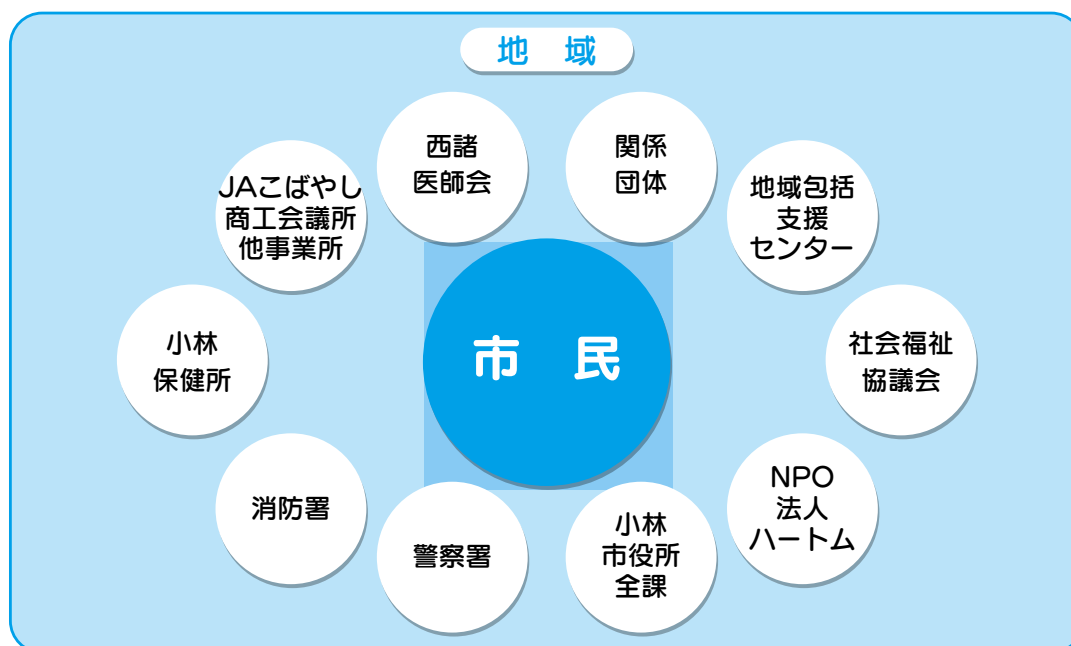 地　域
西諸
医師会
関係
団体
JAこばやし
商工会議所
他事業所
地域包括
支援
センター
小林
保健所
市　民
社会福祉
協議会
消防署
警察署
小林
市役所
全課
NPO
法人
ハートム